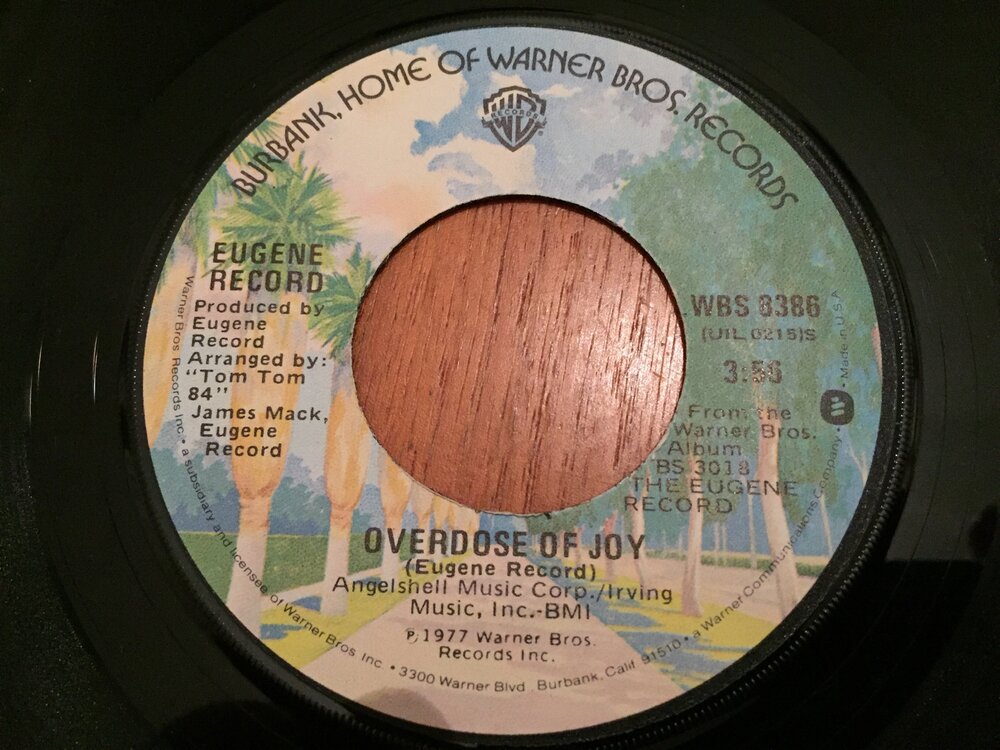 BURBANK, HOME OF WARNER BROS. RECORDS
RECORDS
EUGENE
RECORD
Produced by
Eugene
Record
Arranged by:
"Tom Tom
84"
James Mack,
Eugene
Record
WBS 8386
(UIL 0215)S
3:56
From the
Warner Bros.
Album
BS 3018
THE EUGENE
RECORD
OVERDOSE OF JOY
(Eugene Record)
Angelshell Music Corp./Irving
Music, Inc.-BMI
℗ 1977 Warner Bros.
Records Inc.
Warner Bros. Records Inc. • a subsidiary and licensee of Warner Bros. Inc. • 3300 Warner Blvd., Burbank, Calif. 91510 • a Warner Communications Company • Made in U.S.A.